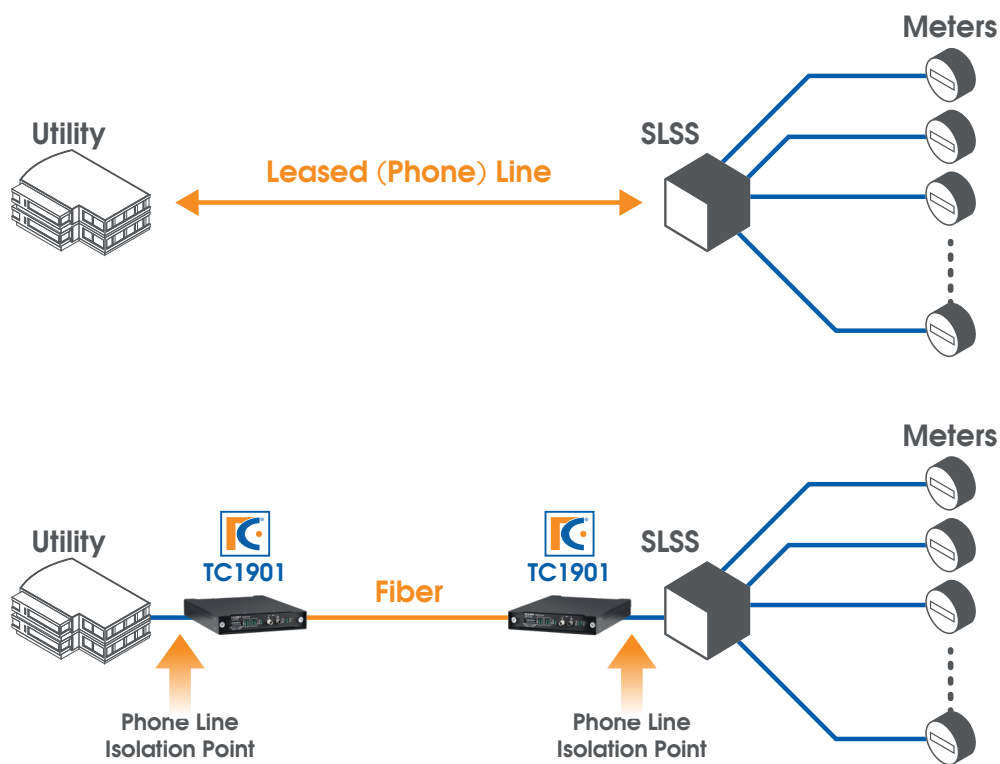 Meters
Utility
SLSS
Leased (Phone) Line
Meters
Utility
TC1901
TC1901
SLSS
Fiber
Phone Line
Isolation Point
Phone Line
Isolation Point